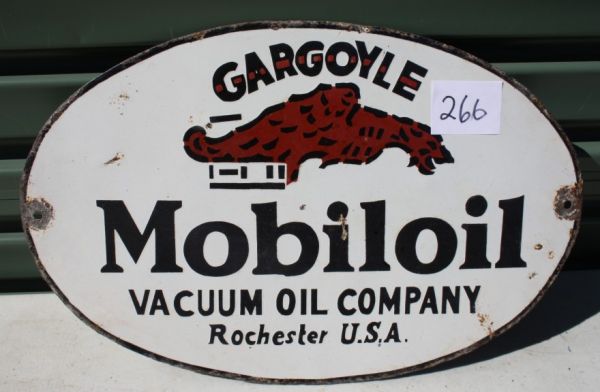 GARGOYLE
266
Mobiloil
VACUUM OIL COMPANY
Rochester U.S.A.